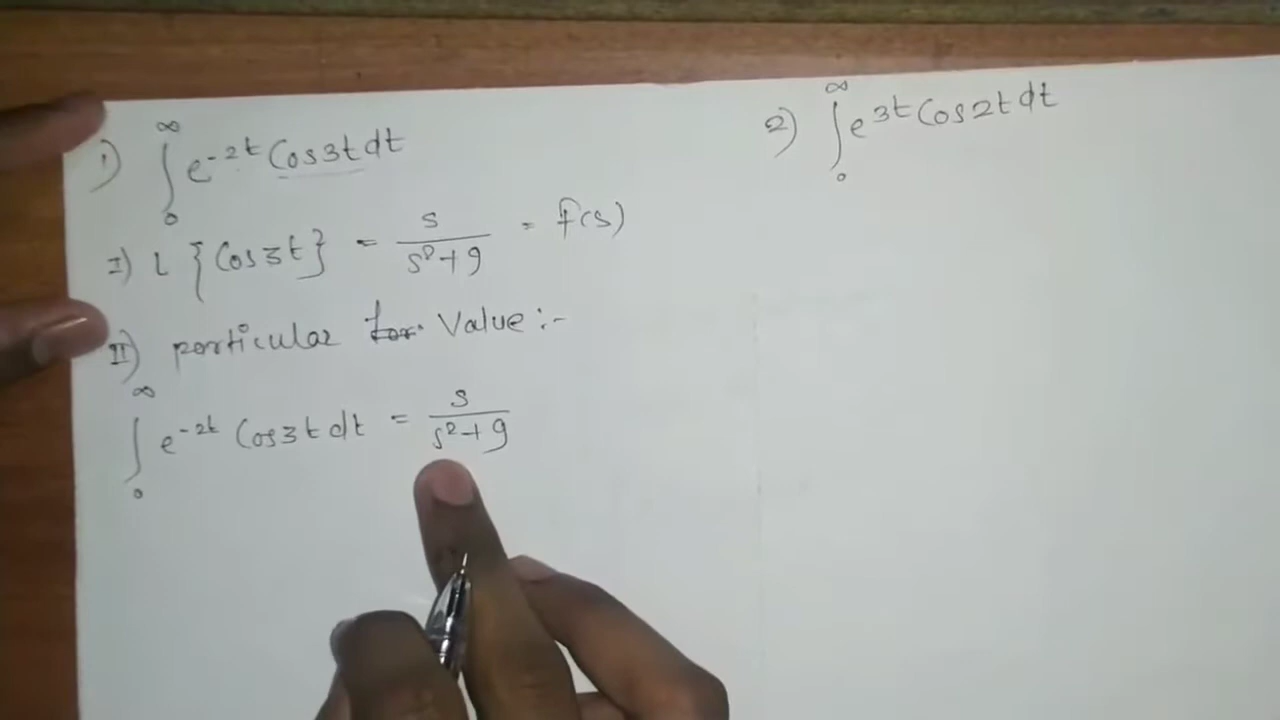 1) ∫₀^∞ e^-2t Cos3t dt
I) L {Cos3t} = s/(s²+9) = f(s)
II) particular for Value :-
∫₀^∞ e^-2t Cos3t dt = s/(s²+9)
2) ∫₀^∞ e^3t Cos2t dt